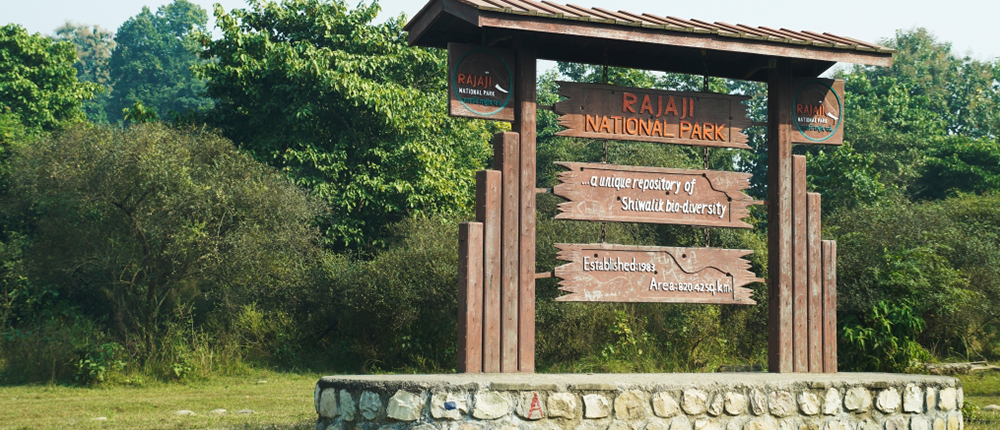 RAJAJI
NATIONAL PARK
RAJAJI
NATIONAL PARK
RAJAJI
NATIONAL PARK
...a unique repository of
Shiwalik bio-diversity
Established:1983
Area:820.42sq.km.